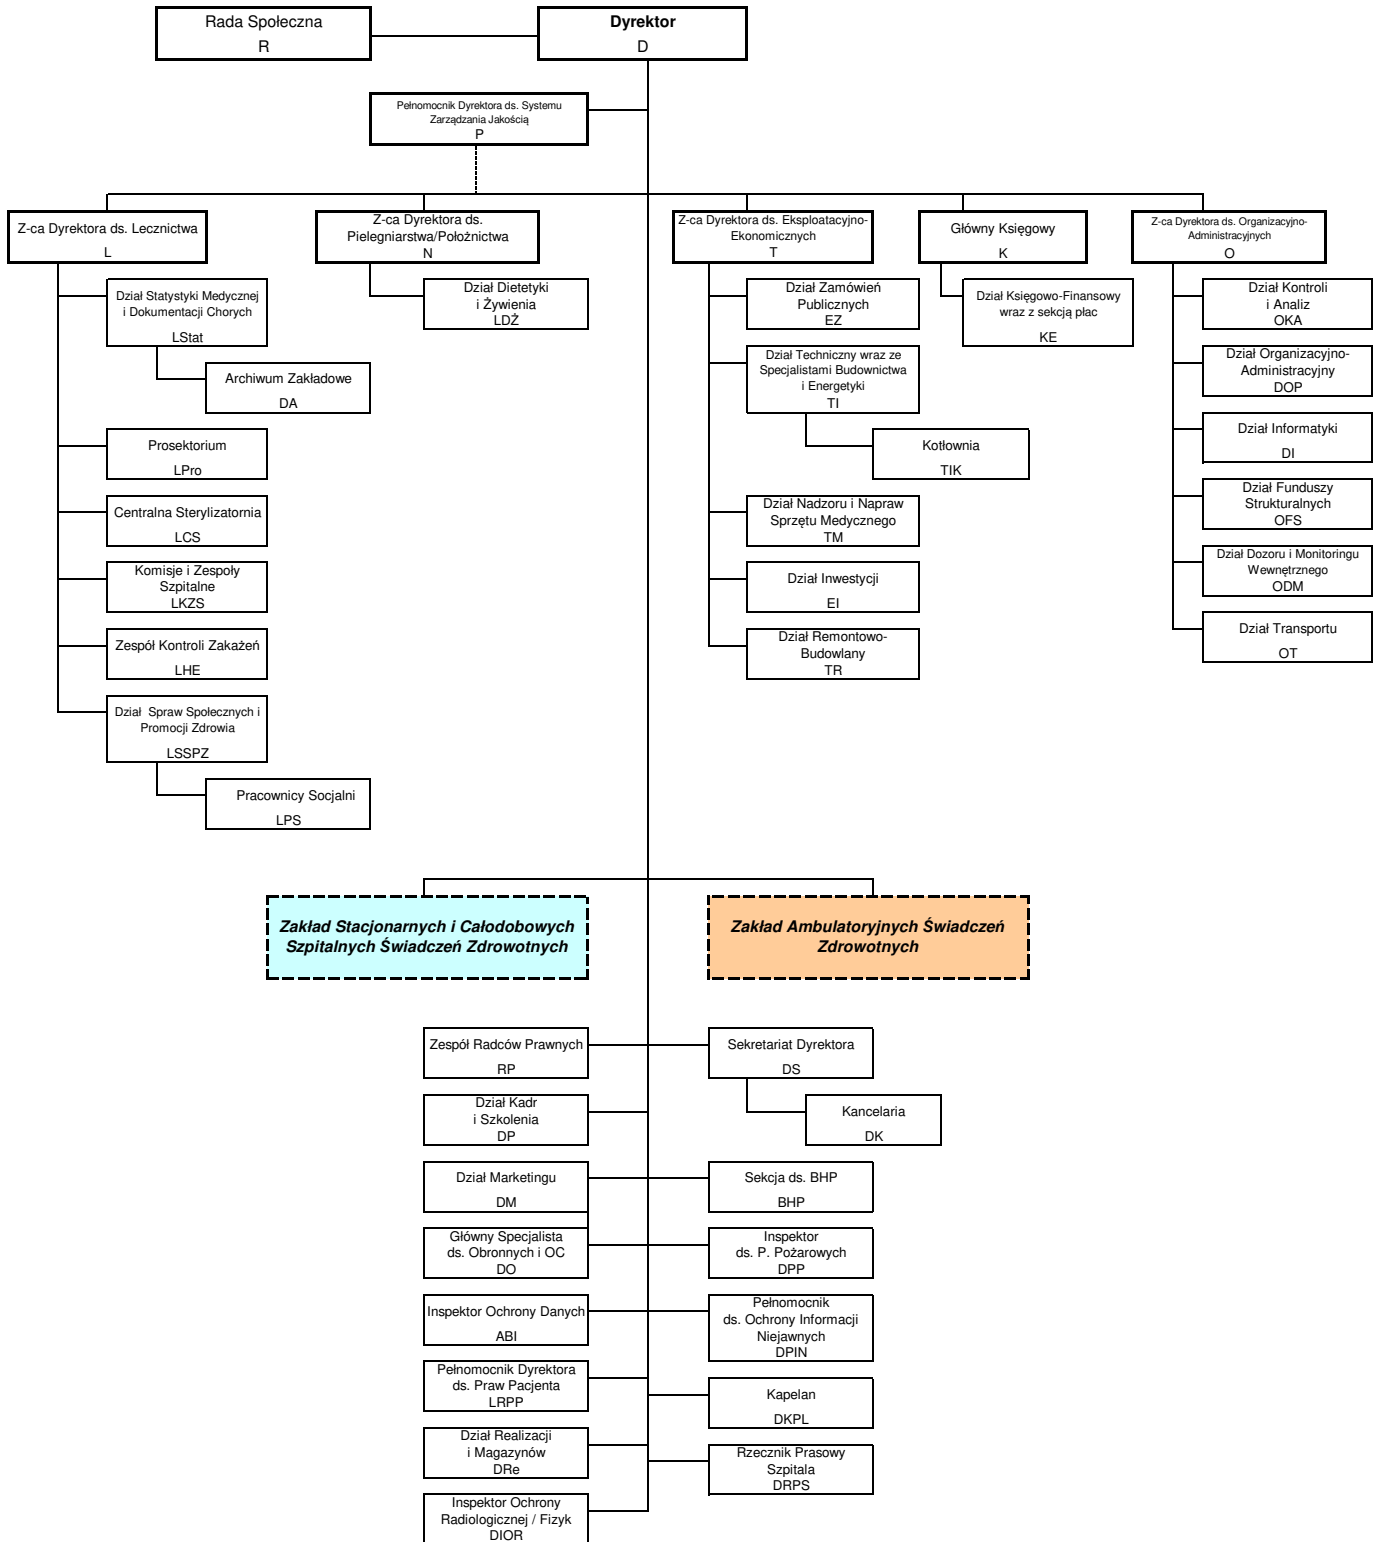 Rada Społeczna
R
Dyrektor
D
Pełnomocnik Dyrektora ds. Systemu
Zarządzania Jakością
P
Z-ca Dyrektora ds. Lecznictwa
L
Z-ca Dyrektora ds.
Pielegniarstwa/Położnictwa
N
Z-ca Dyrektora ds. Eksploatacyjno-
Ekonomicznych
T
Główny Księgowy
K
Z-ca Dyrektora ds. Organizacyjno-
Administracyjnych
O
Dział Statystyki Medycznej
i Dokumentacji Chorych
LStat
Archiwum Zakładowe
DA
Prosektorium
LPro
Centralna Sterylizatornia
LCS
Komisje i Zespoły
Szpitalne
LKZS
Zespół Kontroli Zakażeń
LHE
Dział Spraw Społecznych i
Promocji Zdrowia
LSSPZ
Pracownicy Socjalni
LPS
Dział Dietetyki
i Żywienia
LDŻ
Dział Zamówień
Publicznych
EZ
Dział Techniczny wraz ze
Specjalistami Budownictwa
i Energetyki
TI
Kotłownia
TIK
Dział Nadzoru i Napraw
Sprzętu Medycznego
TM
Dział Inwestycji
EI
Dział Remontowo-
Budowlany
TR
Dział Księgowo-Finansowy
wraz z sekcją płac
KE
Dział Kontroli
i Analiz
OKA
Dział Organizacyjno-
Administracyjny
DOP
Dział Informatyki
DI
Dział Funduszy
Strukturalnych
OFS
Dział Dozoru i Monitoringu
Wewnętrznego
ODM
Dział Transportu
OT
Zakład Stacjonarnych i Całodobowych
Szpitalnych Świadczeń Zdrowotnych
Zakład Ambulatoryjnych Świadczeń
Zdrowotnych
Zespół Radców Prawnych
RP
Sekretariat Dyrektora
DS
Dział Kadr
i Szkolenia
DP
Kancelaria
DK
Dział Marketingu
DM
Sekcja ds. BHP
BHP
Główny Specjalista
ds. Obronnych i OC
DO
Inspektor
ds. P. Pożarowych
DPP
Inspektor Ochrony Danych
ABI
Pełnomocnik
ds. Ochrony Informacji
Niejawnych
DPIN
Pełnomocnik Dyrektora
ds. Praw Pacjenta
LRPP
Kapelan
DKPL
Dział Realizacji
i Magazynów
DRe
Rzecznik Prasowy
Szpitala
DRPS
Inspektor Ochrony
Radiologicznej / Fizyk
DIOR